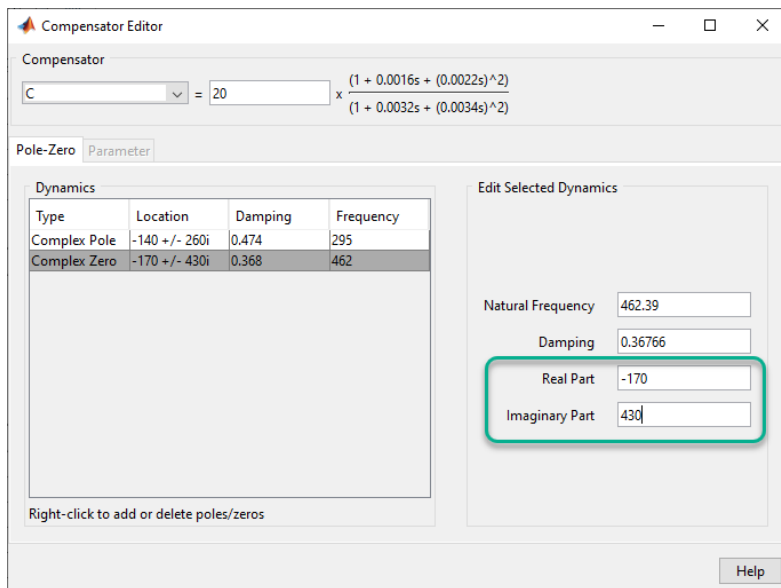 Compensator Editor
Compensator
C = 20 x (1 + 0.0016s + (0.0022s)^2)
(1 + 0.0032s + (0.0034s)^2)
Pole-Zero Parameter
Dynamics
Type Location Damping Frequency
Complex Pole -140 +/- 260i 0.474 295
Complex Zero -170 +/- 430i 0.368 462
Right-click to add or delete poles/zeros
Edit Selected Dynamics
Natural Frequency 462.39
Damping 0.36766
Real Part -170
Imaginary Part 430
Help